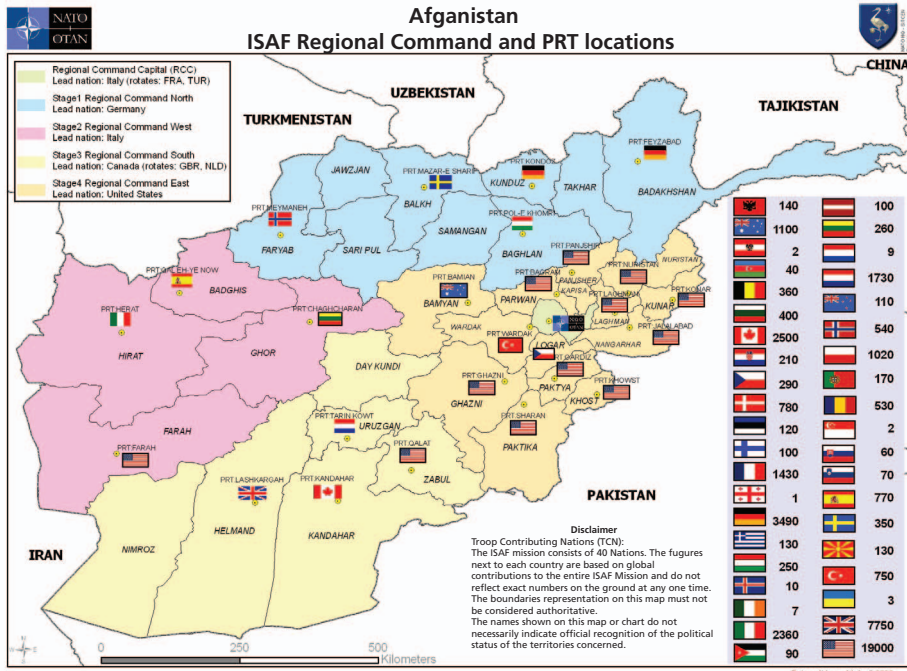 NATO
OTAN
Afganistan
ISAF Regional Command and PRT locations
Regional Command Capital (RCC)
Lead nation: Italy (rotates: FRA, TUR)
Stage1 Regional Command North
Lead nation: Germany
Stage2 Regional Command West
Lead nation: Italy
Stage3 Regional Command South
Lead nation: Canada (rotates: GBR, NLD)
Stage4 Regional Command East
Lead nation: United States
CHINA
UZBEKISTAN
TAJIKISTAN
TURKMENISTAN
PRT.FEYZABAD
PRT.KONDOZ
JAWZJAN
PRT.MAZAR-E SHARIF
KUNDUZ
TAKHAR
BADAKHSHAN
BALKH
PRT.MEYMANEH
PRT.POL-E KHOMRI
SAMANGAN
FARYAB
SARI PUL
BAGHLAN
PRT.PANJSHIR
NURISTAN
PRT.QALEH-YE NOW
PRT.NURISTAN
PRT.BAGRAM
PANJSHER
PRT.BAMIAN
BADGHIS
KAPISA
PRT.LAGHMAN
PRT.KONAR
BAMYAN
PARWAN
KUNAR
PRT.HERAT
PRT.CHAGHCHARAN
LAGHMAN
WARDAK
PRT.WARDAK
PRT.JALALABAD
LOGAR
NANGARHAR
HIRAT
GHOR
PRT.GARDIZ
DAY KUNDI
PRT.GHAZNI
PAKTYA
PRT.KHOWST
GHAZNI
KHOST
PRT.TARIN KOWT
PRT.SHARAN
URUZGAN
FARAH
PRT.QALAT
PAKTIKA
PRT.FARAH
ZABUL
PRT.LASHKARGAH
PRT.KANDAHAR
PAKISTAN
HELMAND
KANDAHAR
NIMROZ
IRAN
140 100
1100 260
2 9
40 1730
360 110
400 540
2500 1020
210 170
290 530
780 2
120 60
100 70
1430 770
1 350
3490 130
130 750
250 3
10 7750
7 19000
2360
90
Disclaimer
Troop Contributing Nations (TCN):
The ISAF mission consists of 40 Nations. The fugures
next to each country are based on global
contributions to the entire ISAF Mission and do not
reflect exact numbers on the ground at any one time.
The boundaries representation on this map must not
be considered authoritative.
The names shown on this map or chart do not
necessarily indicate official recognition of the political
status of the territories concerned.
0 250 500
Kilometers